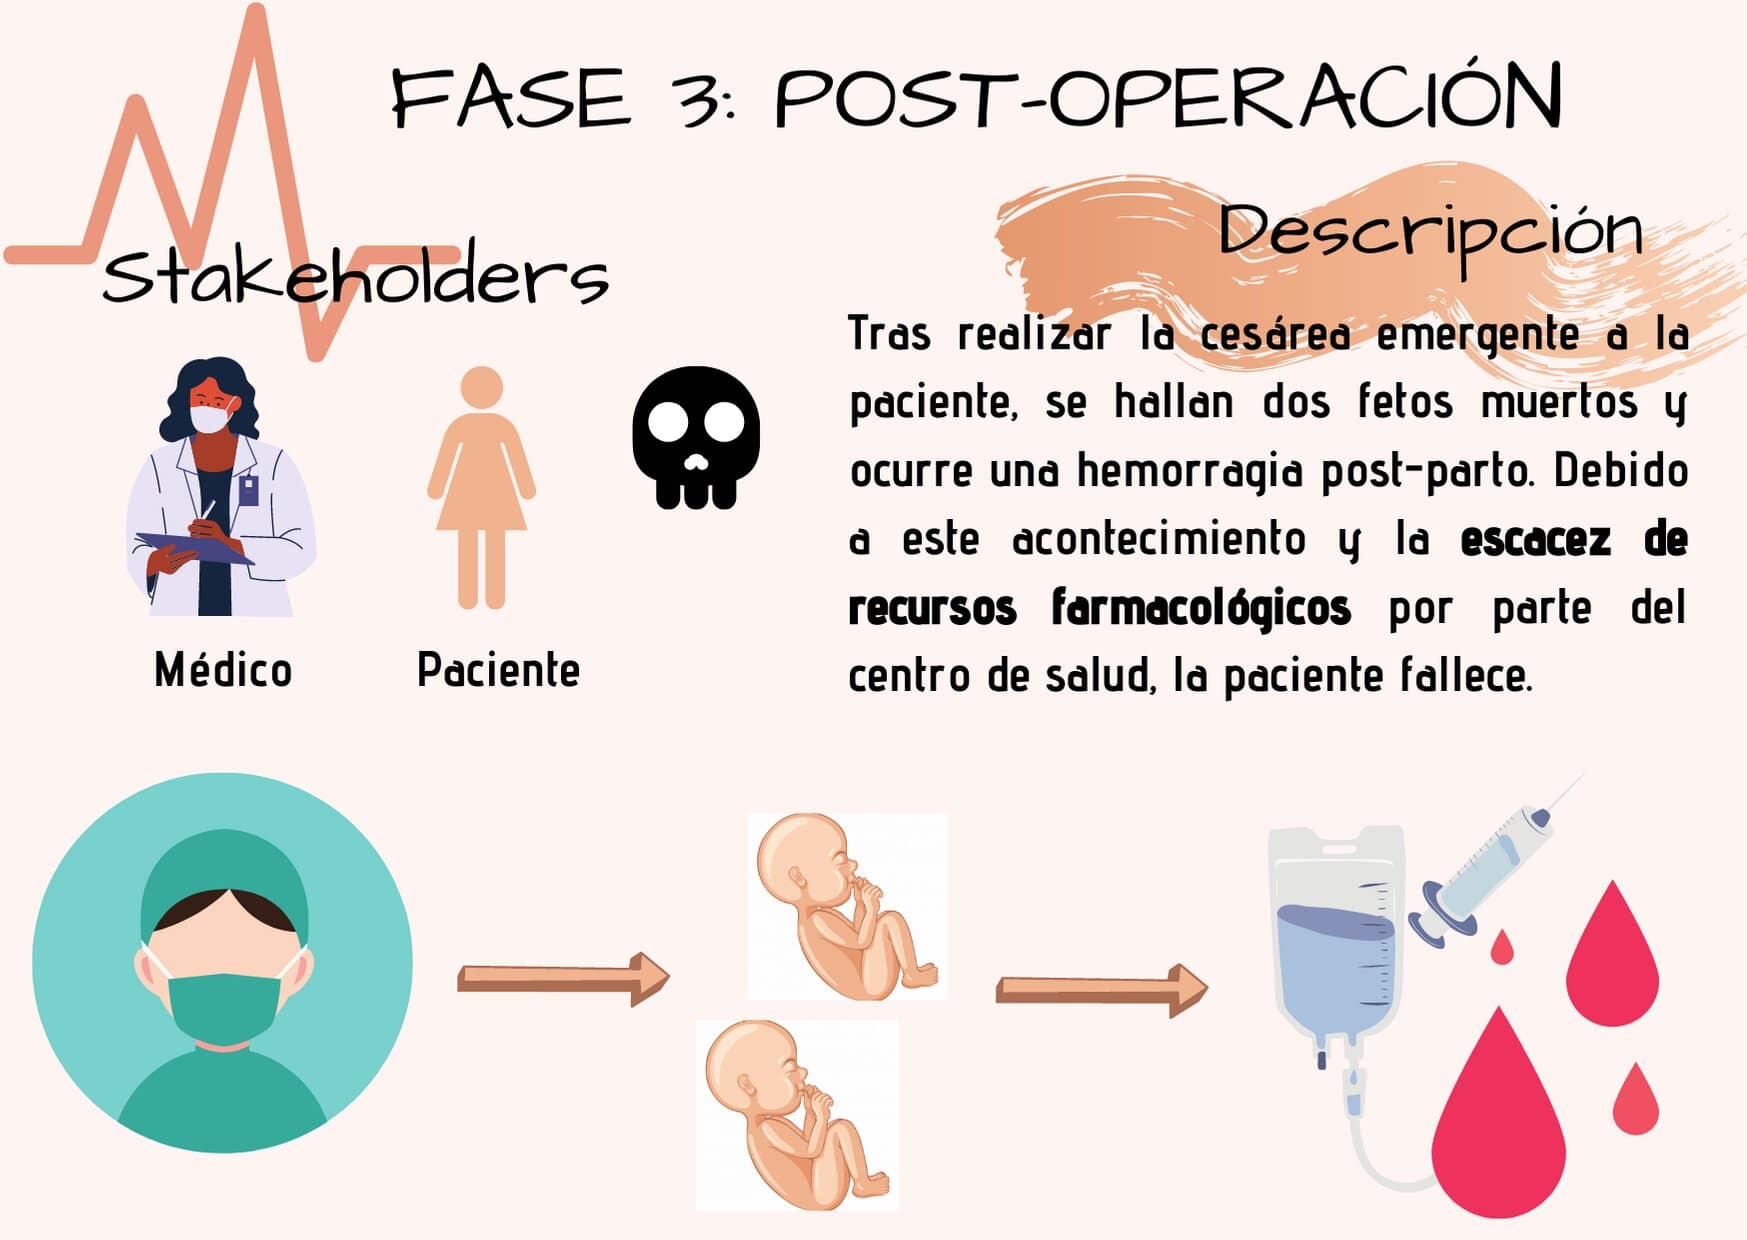 FASE 3: POST-OPERACIÓN
Stakeholders
Médico
Paciente
Descripción
Tras realizar la cesárea emergente a la
paciente, se hallan dos fetos muertos y
ocurre una hemorragia post-parto. Debido
a este acontecimiento y la escacez de
recursos farmacológicos por parte del
centro de salud, la paciente fallece.